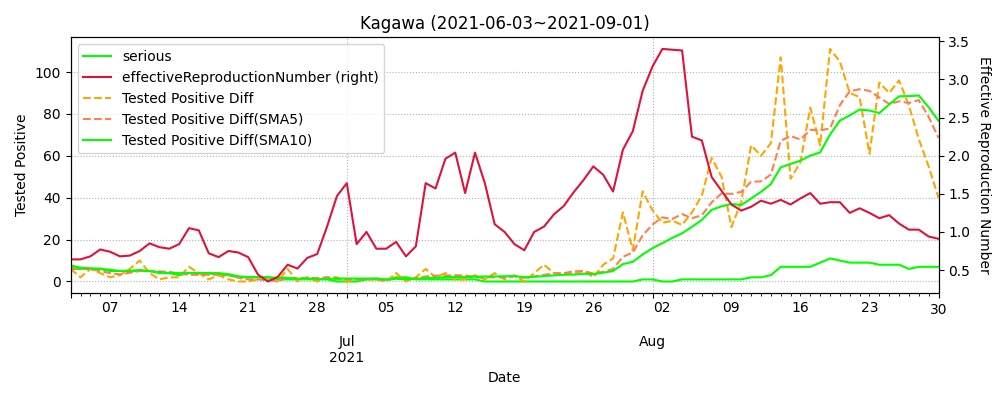 Kagawa (2021-06-03~2021-09-01)
serious
effectiveReproductionNumber (right)
Tested Positive Diff
Tested Positive Diff(SMA5)
Tested Positive Diff(SMA10)
Tested Positive
100
80
60
40
20
0
3.5
3.0
2.5
2.0
1.5
1.0
0.5
Effective Reproduction Number
07 14 21 28 05 12 19 26 02 09 16 23 30
Jul Aug
2021
Date